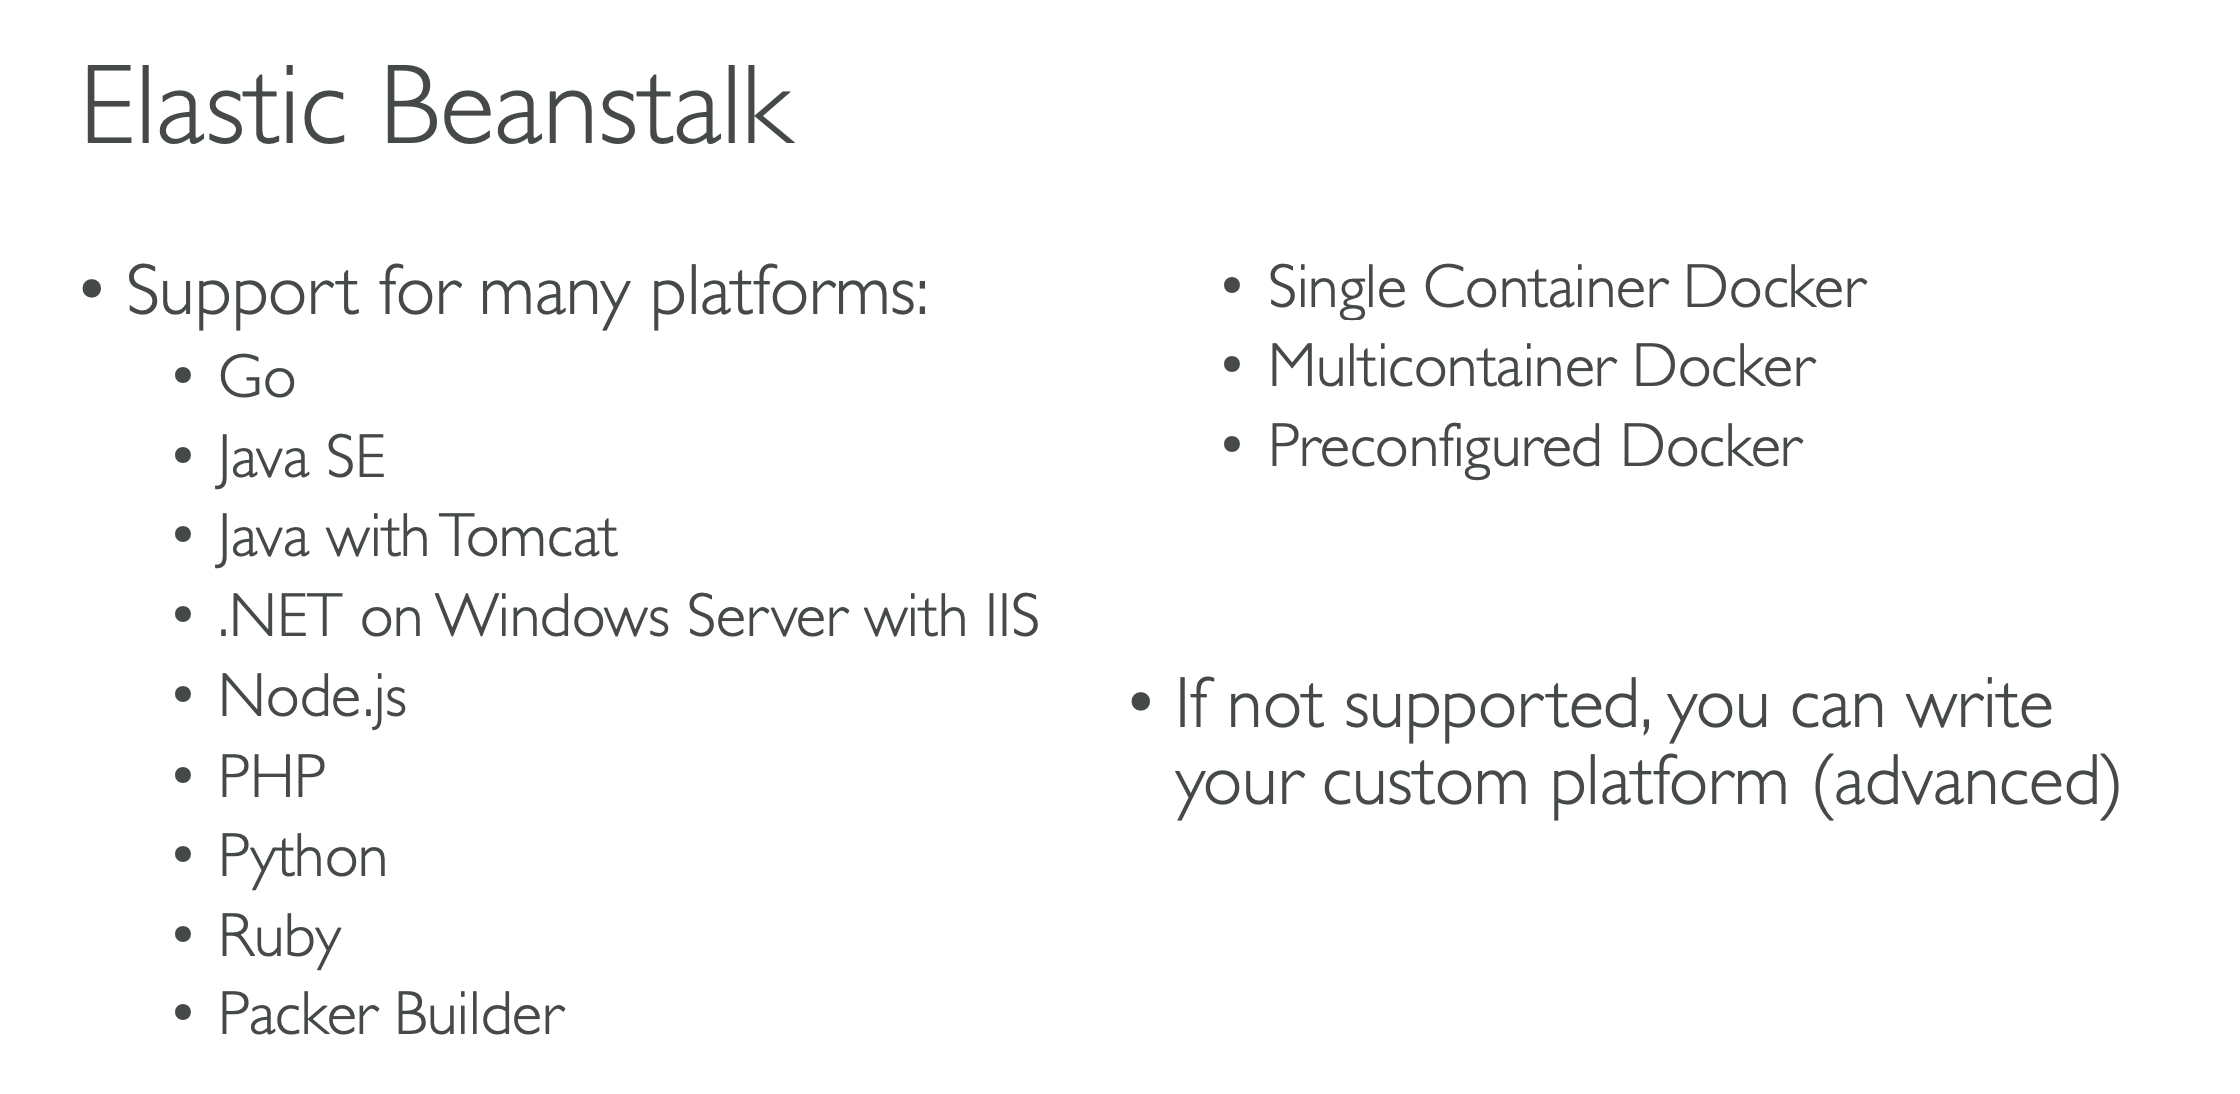 Elastic Beanstalk
• Support for many platforms:
• Go
• Java SE
• Java with Tomcat
• .NET on Windows Server with IIS
• Node.js
• PHP
• Python
• Ruby
• Packer Builder
• Single Container Docker
• Multicontainer Docker
• Preconfigured Docker
• If not supported, you can write
your custom platform (advanced)